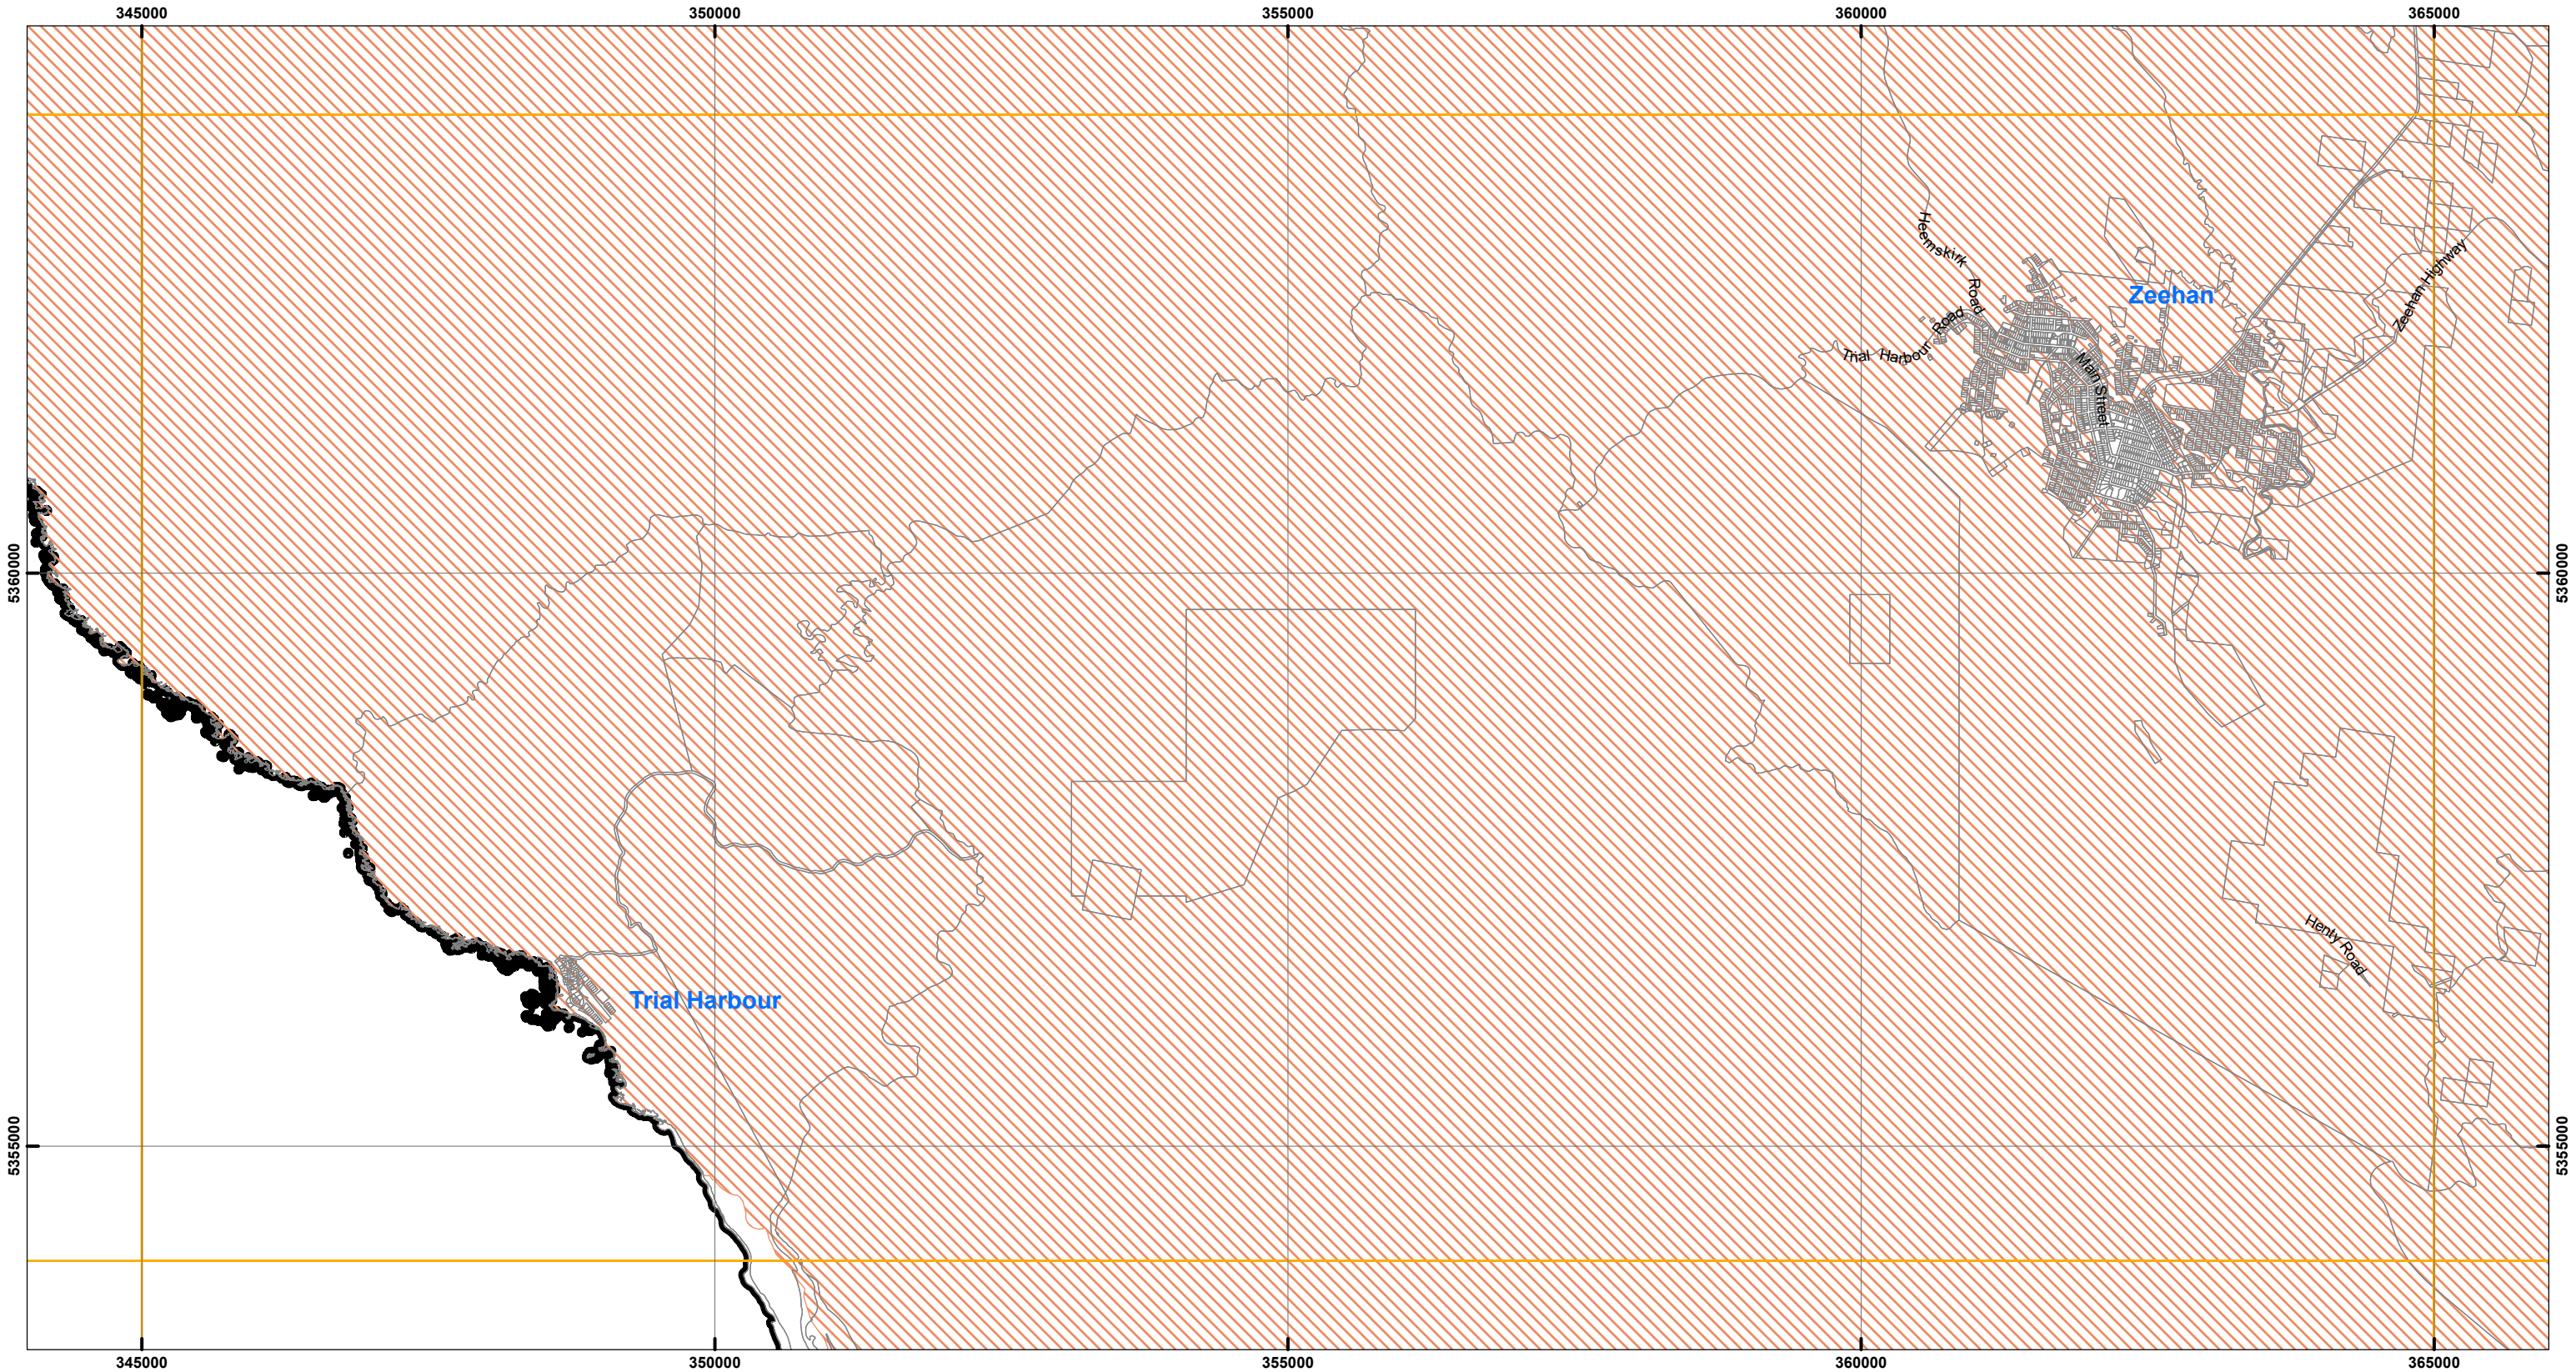 345000
350000
355000
360000
365000
Heemskirk Road
Zeehan Highway
Zeehan
Trial Harbour Road
Main Street
5360000
5360000
Henty Road
Trial Harbour
5355000
5355000
345000
350000
355000
360000
365000